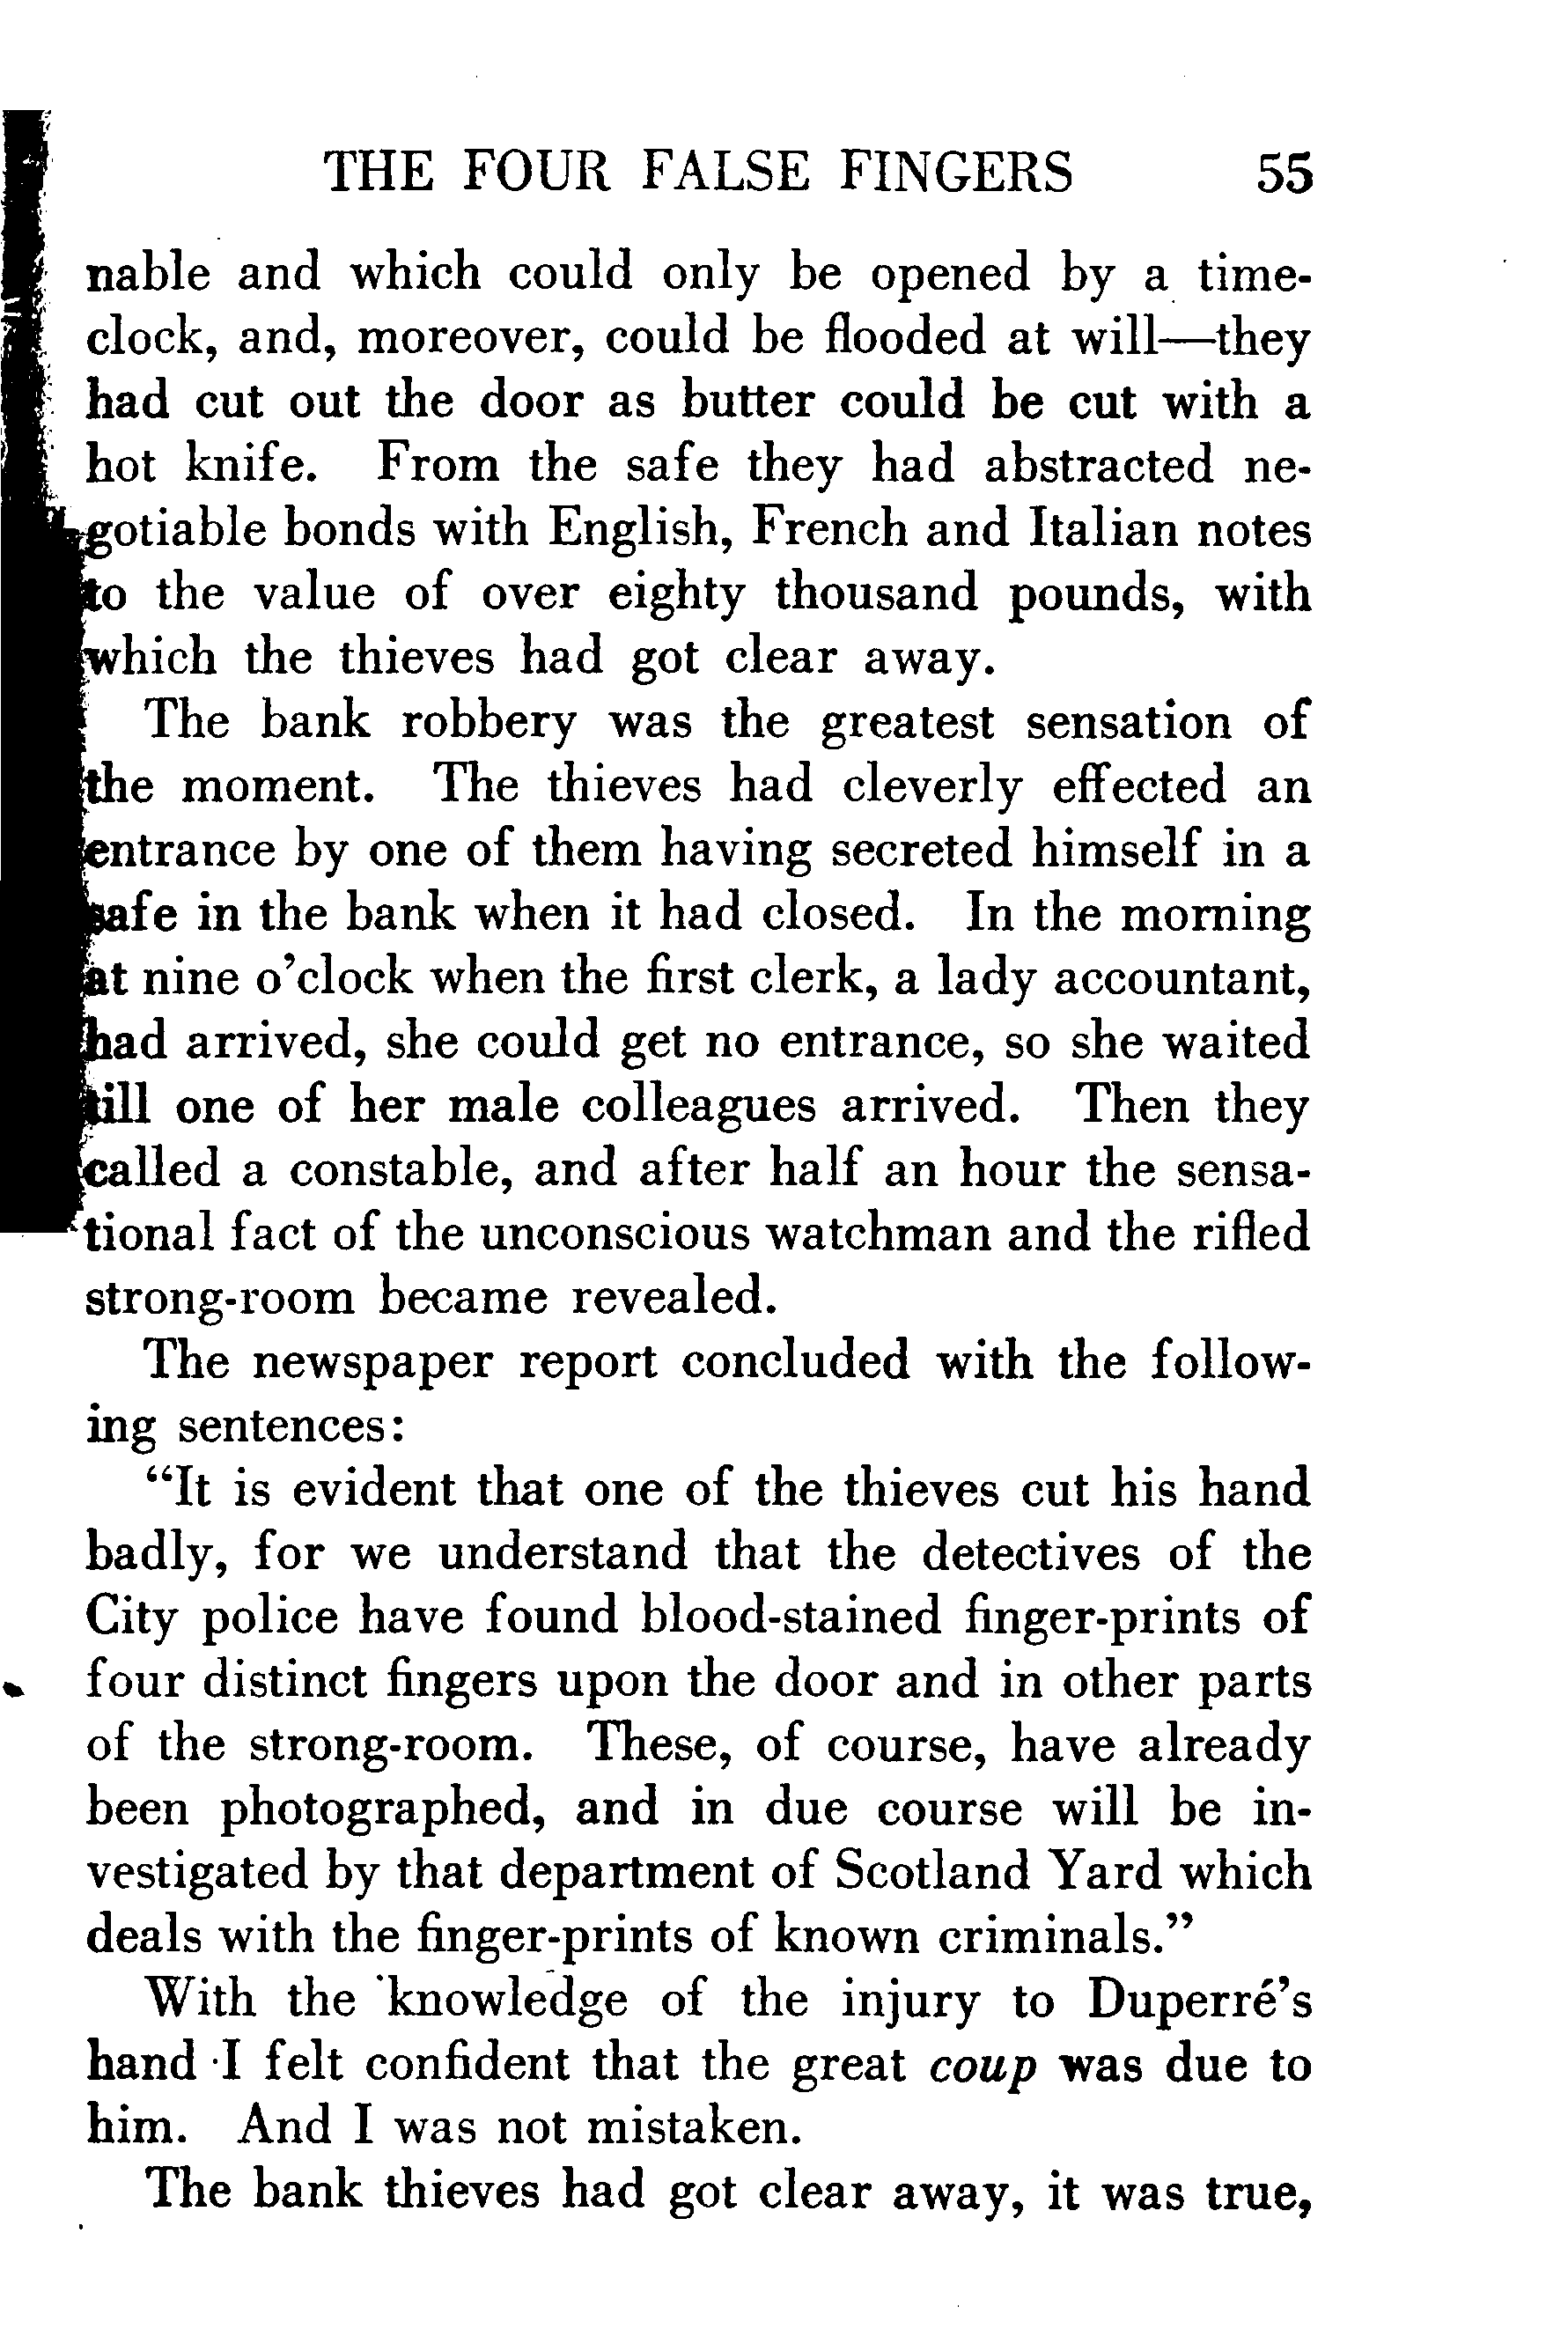 THE FOUR FALSE FINGERS 55
nable and which could only be opened by a time-
clock, and, moreover, could be flooded at will—they
had cut out the door as butter could be cut with a
hot knife. From the safe they had abstracted ne-
gotiable bonds with English, French and Italian notes
to the value of over eighty thousand pounds, with
which the thieves had got clear away.
The bank robbery was the greatest sensation of
the moment. The thieves had cleverly effected an
entrance by one of them having secreted himself in a
safe in the bank when it had closed. In the morning
at nine o'clock when the first clerk, a lady accountant,
had arrived, she could get no entrance, so she waited
till one of her male colleagues arrived. Then they
called a constable, and after half an hour the sensa-
tional fact of the unconscious watchman and the rifled
strong-room became revealed.
The newspaper report concluded with the follow-
ing sentences:
“It is evident that one of the thieves cut his hand
badly, for we understand that the detectives of the
City police have found blood-stained finger-prints of
four distinct fingers upon the door and in other parts
of the strong-room. These, of course, have already
been photographed, and in due course will be in-
vestigated by that department of Scotland Yard which
deals with the finger-prints of known criminals.”
With the knowledge of the injury to Duperré’s
hand I felt confident that the great coup was due to
him. And I was not mistaken.
The bank thieves had got clear away, it was true,